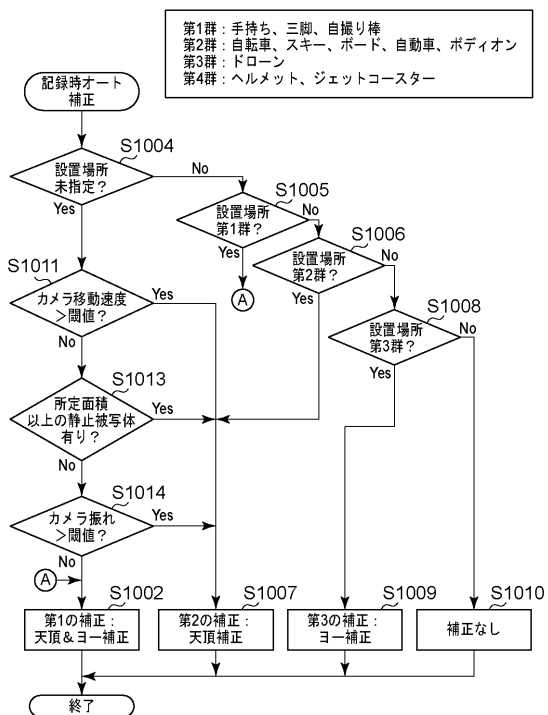 第1群：手持ち、三脚、自撮り棒
第2群：自転車、スキー、ボード、自動車、ボディオン
第3群：ドローン
第4群：ヘルメット、ジェットコースター
記録時オート
補正
S1004
設置場所
未指定？
No
Yes
S1005
設置場所
第1群？
No
Yes
A
S1006
設置場所
第2群？
No
Yes
S1008
設置場所
第3群？
No
Yes
S1011
カメラ移動速度
＞閾値？
Yes
No
S1013
所定面積
以上の静止被写体
有り？
Yes
No
S1014
カメラ振れ
＞閾値？
Yes
No
A
S1002
第1の補正：
天頂＆ヨー補正
S1007
第2の補正：
天頂補正
S1009
第3の補正：
ヨー補正
S1010
補正なし
終了